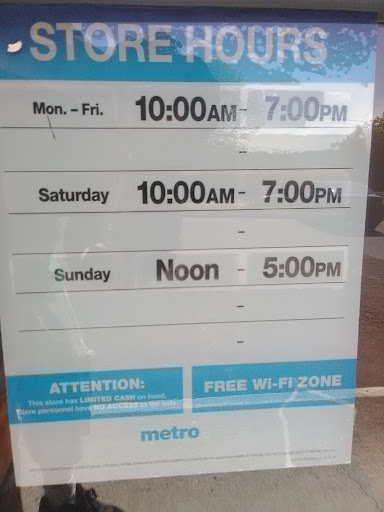 STORE HOURS
Mon. – Fri. 10:00AM - 7:00PM
-
Saturday 10:00AM - 7:00PM
-
Sunday Noon - 5:00PM
-
-
ATTENTION:
This store has LIMITED CASH on hand.
Store personnel have NO ACCESS to the safe.
FREE Wi-Fi ZONE
metro